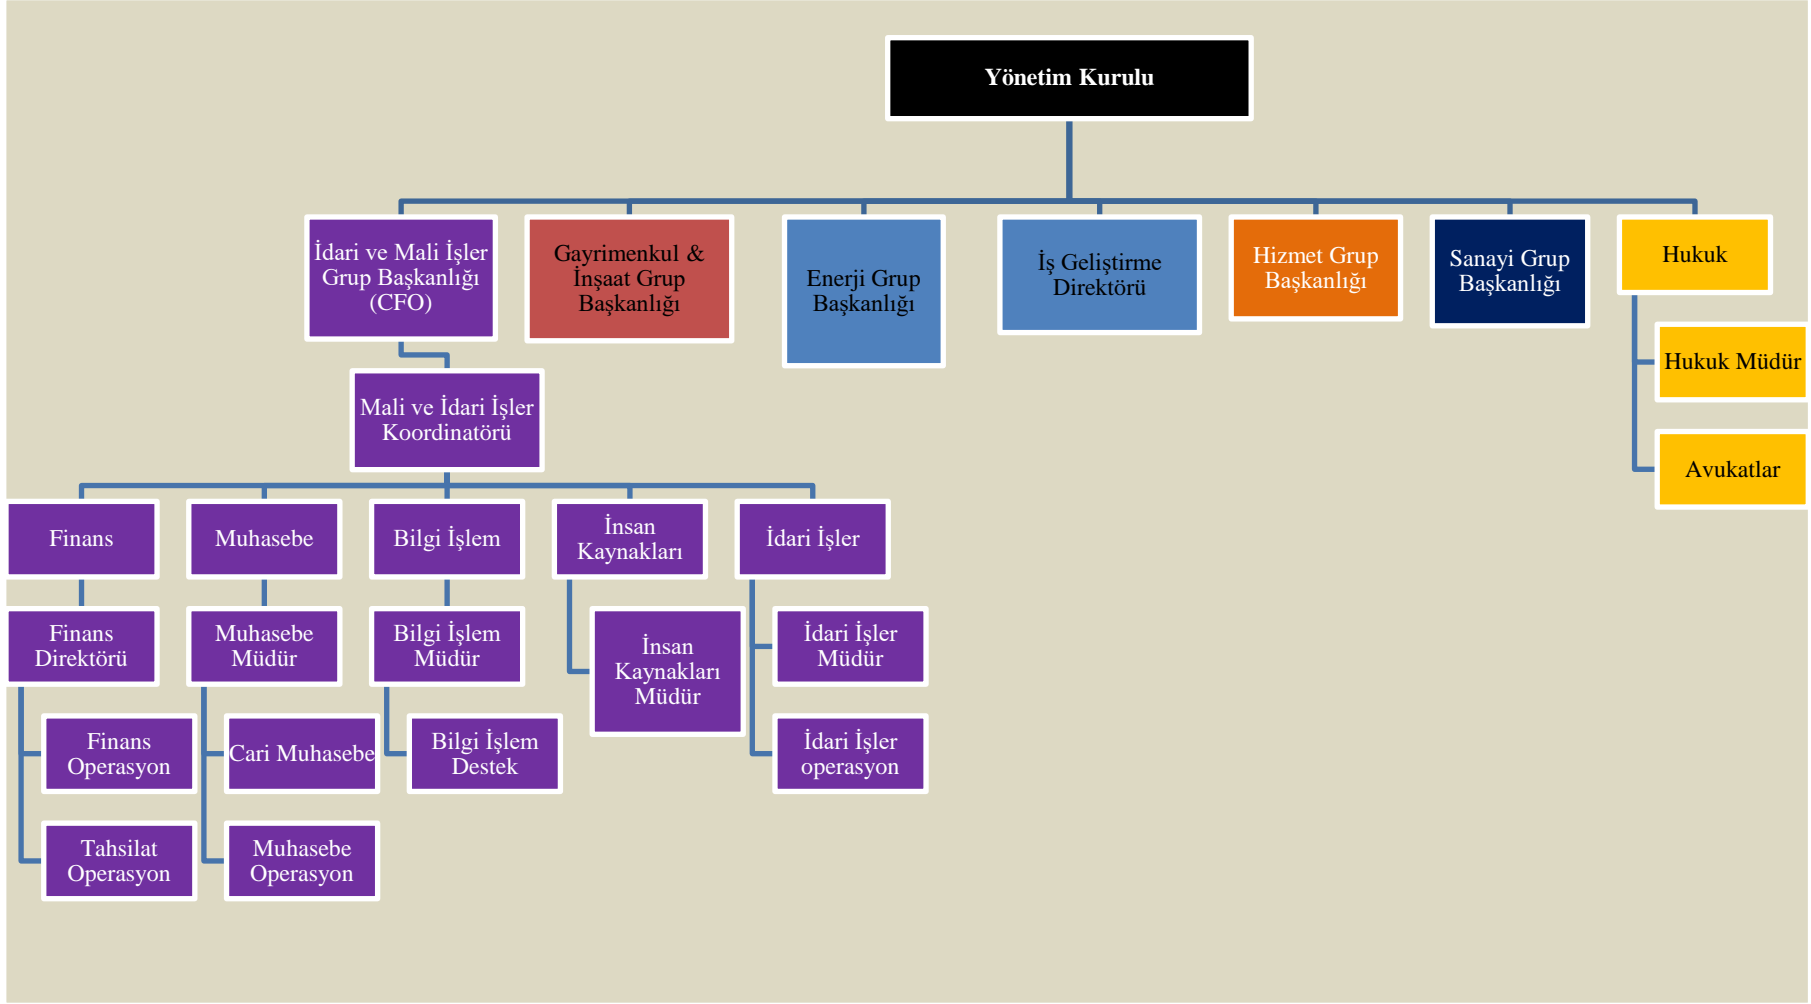 Yönetim Kurulu
İdari ve Mali İşler
Grup Başkanlığı
(CFO)
Gayrimenkul &
İnşaat Grup
Başkanlığı
Enerji Grup
Başkanlığı
İş Geliştirme
Direktörü
Hizmet Grup
Başkanlığı
Sanayi Grup
Başkanlığı
Hukuk
Hukuk Müdür
Avukatlar
Mali ve İdari İşler
Koordinatörü
Finans
Muhasebe
Bilgi İşlem
İnsan
Kaynakları
İdari İşler
Finans
Direktörü
Muhasebe
Müdür
Bilgi İşlem
Müdür
İnsan
Kaynakları
Müdür
İdari İşler
Müdür
Finans
Operasyon
Cari Muhasebe
Bilgi İşlem
Destek
İdari İşler
operasyon
Tahsilat
Operasyon
Muhasebe
Operasyon